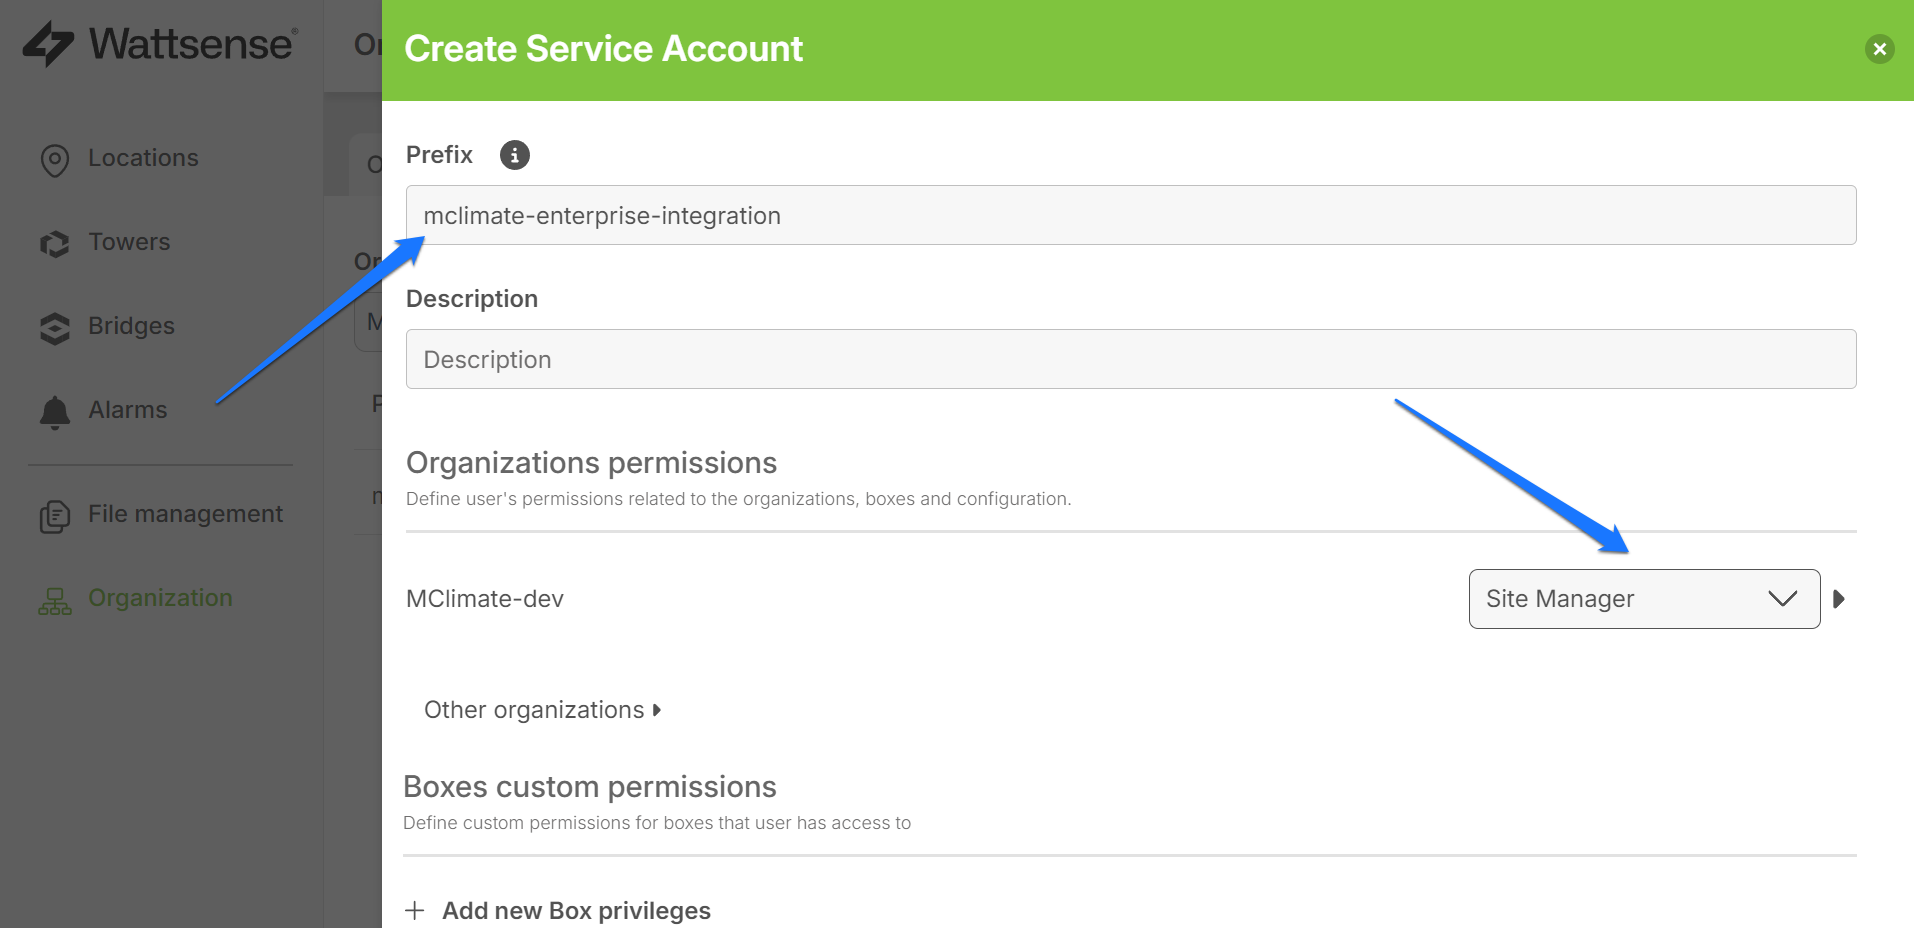 Wattsense®
Locations
Towers
Bridges
Alarms
File management
Organization
Create Service Account
Prefix
mclimate-enterprise-integration
Description
Description
Organizations permissions
Define user's permissions related to the organizations, boxes and configuration.
MClimate-dev
Site Manager
Other organizations
Boxes custom permissions
Define custom permissions for boxes that user has access to
Add new Box privileges